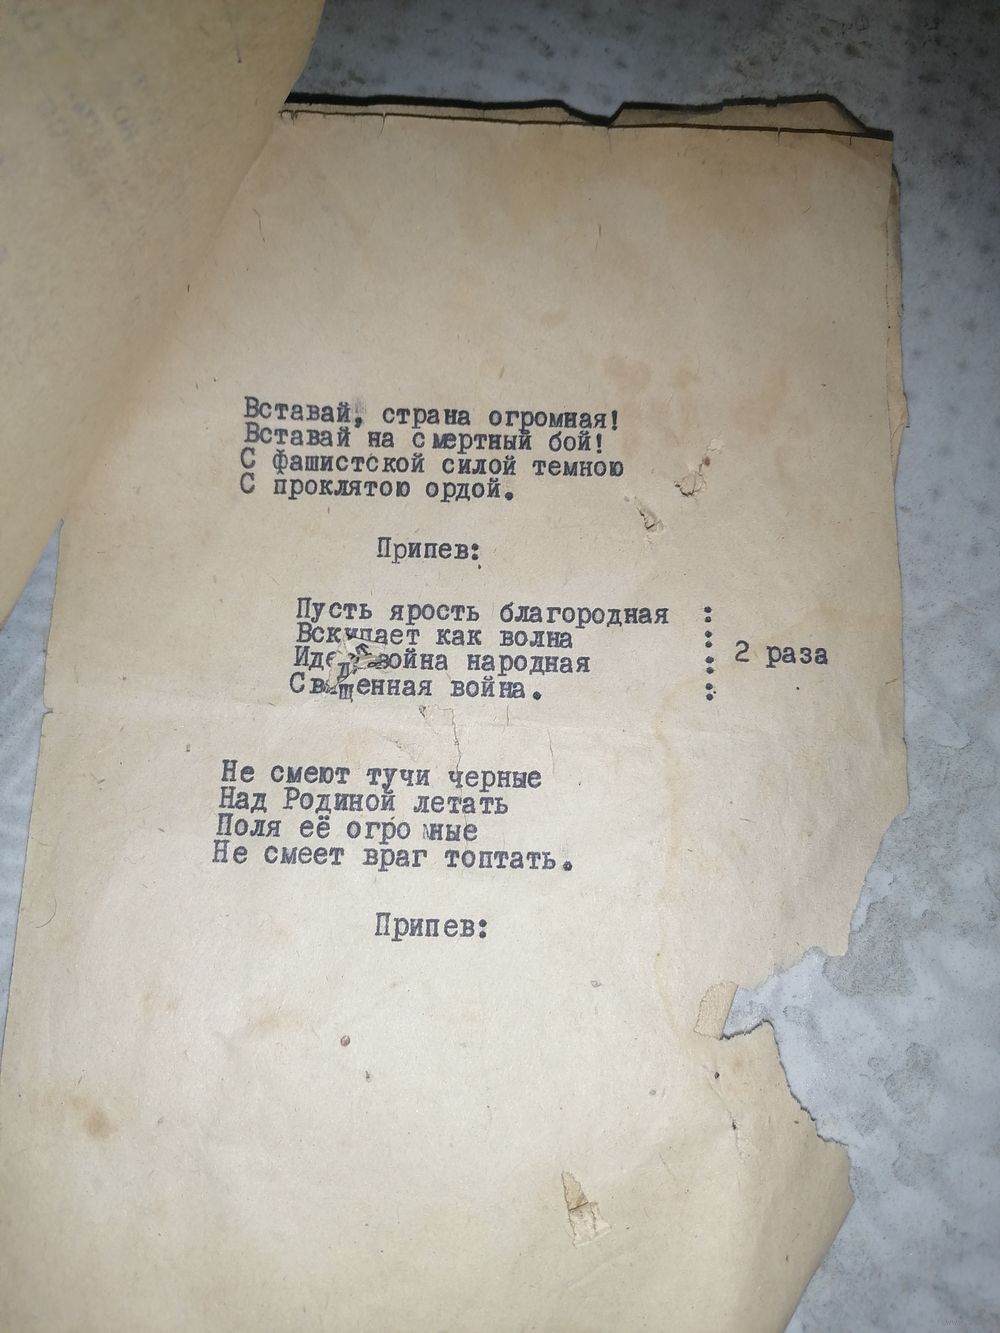 Вставай, страна огромная!
Вставай на смертный бой!
С фашистской силой темною
С проклятою ордой.
Припев:
Пусть ярость благородная :
Вскипает как волна : 2 раза
Идет война народная :
Священная война. :
Не смеют тучи черные
Над Родиной летать
Поля её огромные
Не смеет враг топтать.
Припев: